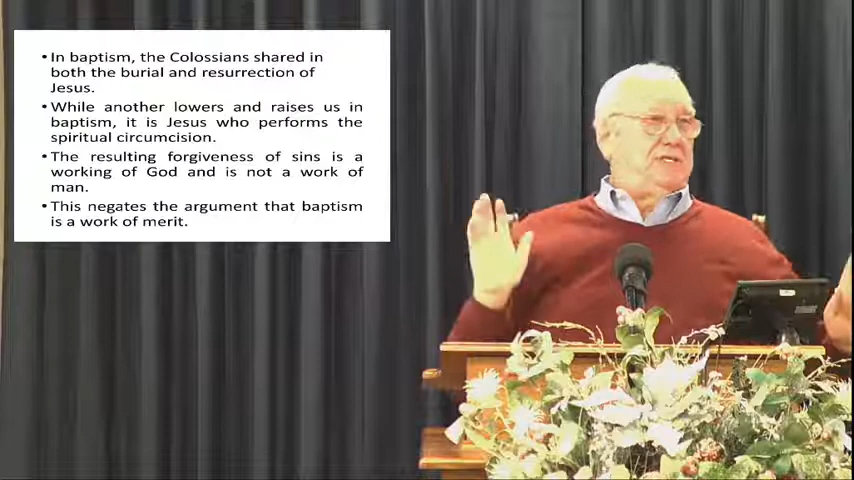 • In baptism, the Colossians shared in
both the burial and resurrection of
Jesus.
• While another lowers and raises us in
baptism, it is Jesus who performs the
spiritual circumcision.
• The resulting forgiveness of sins is a
working of God and is not a work of
man.
• This negates the argument that baptism
is a work of merit.